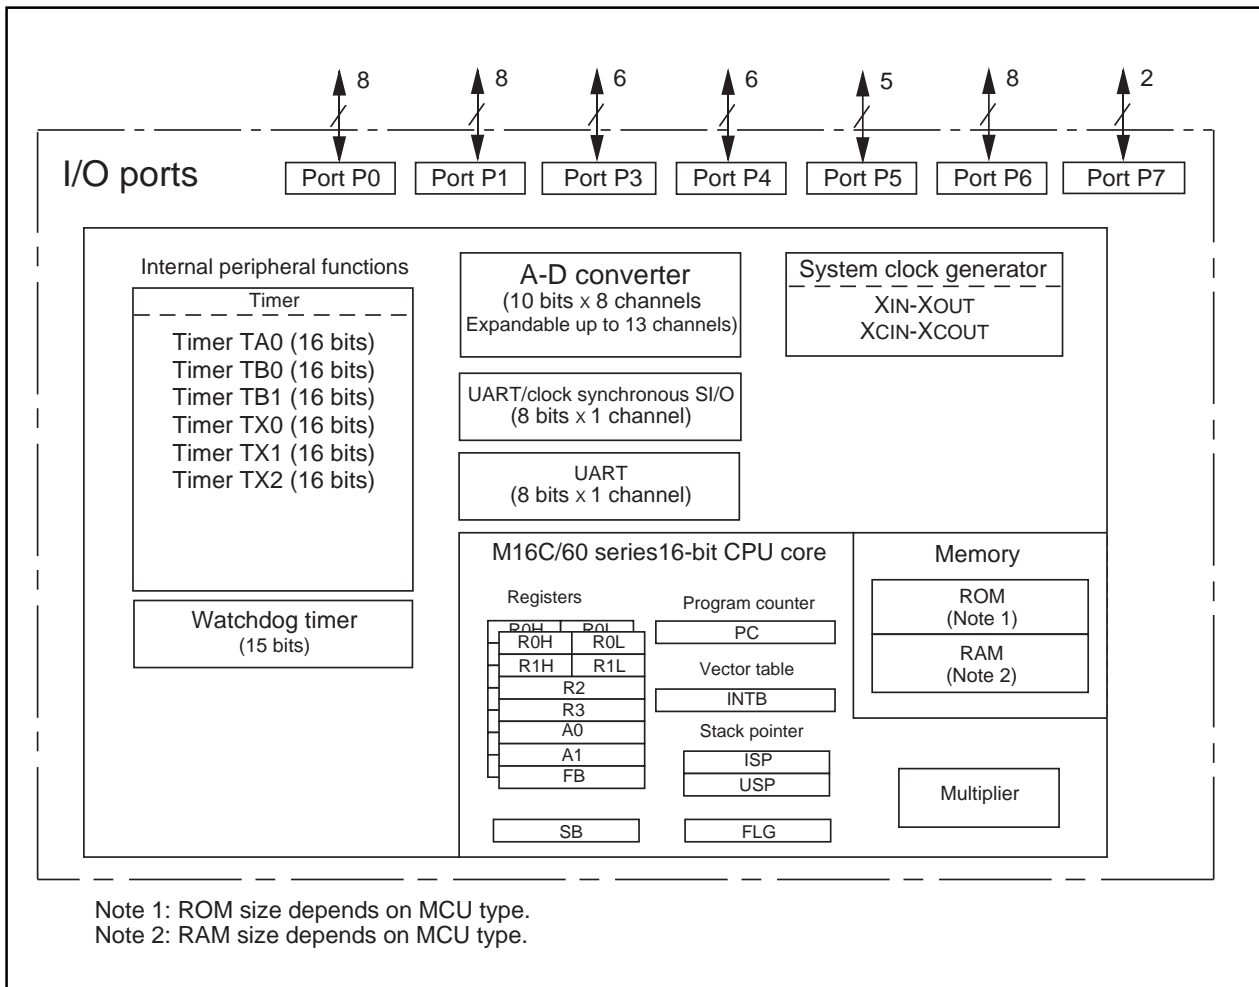 8 8 6 6 5 8 2
I/O ports
Port P0 Port P1 Port P3 Port P4 Port P5 Port P6 Port P7
Internal peripheral functions
Timer
Timer TA0 (16 bits)
Timer TB0 (16 bits)
Timer TB1 (16 bits)
Timer TX0 (16 bits)
Timer TX1 (16 bits)
Timer TX2 (16 bits)
Watchdog timer
(15 bits)
A-D converter
(10 bits x 8 channels
Expandable up to 13 channels)
UART/clock synchronous SI/O
(8 bits x 1 channel)
UART
(8 bits x 1 channel)
System clock generator
XIN-XOUT
XCIN-XCOUT
M16C/60 series16-bit CPU core
Registers
R0H R0L
R0H R0L
R1H R1L
R2
R3
A0
A1
FB
SB
Program counter
PC
Vector table
INTB
Stack pointer
ISP
USP
FLG
Memory
ROM
(Note 1)
RAM
(Note 2)
Multiplier
Note 1: ROM size depends on MCU type.
Note 2: RAM size depends on MCU type.